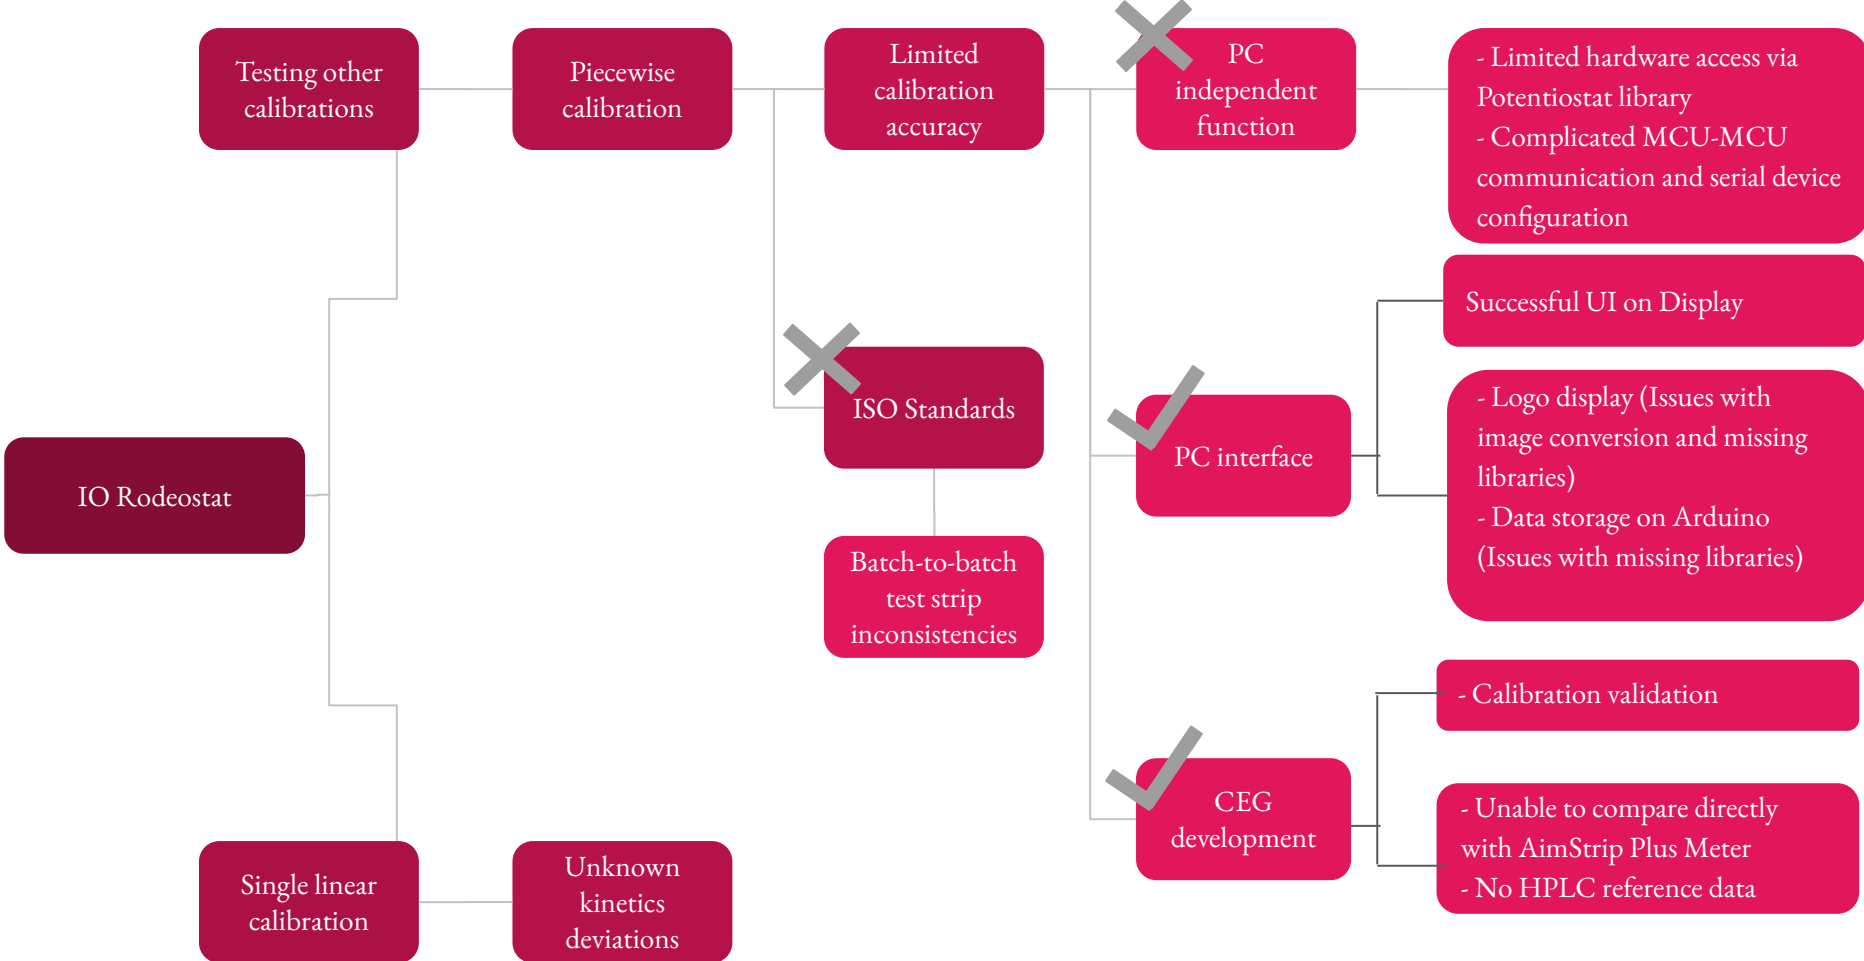 Testing other
calibrations
Piecewise
calibration
Limited
calibration
accuracy
PC
independent
function
- Limited hardware access via
Potentiostat library
- Complicated MCU-MCU
communication and serial device
configuration
Successful UI on Display
ISO Standards
PC interface
- Logo display (Issues with
image conversion and missing
libraries)
- Data storage on Arduino
(Issues with missing libraries)
IO Rodeostat
Batch-to-batch
test strip
inconsistencies
- Calibration validation
CEG
development
- Unable to compare directly
with AimStrip Plus Meter
- No HPLC reference data
Single linear
calibration
Unknown
kinetics
deviations